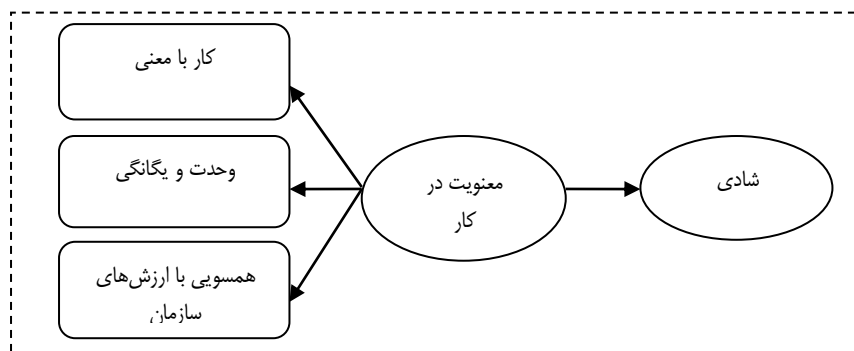 کار با معنی
وحدت و یگانگی
همسویی با ارزش‌های
سازمان
معنویت در
کار
شادی